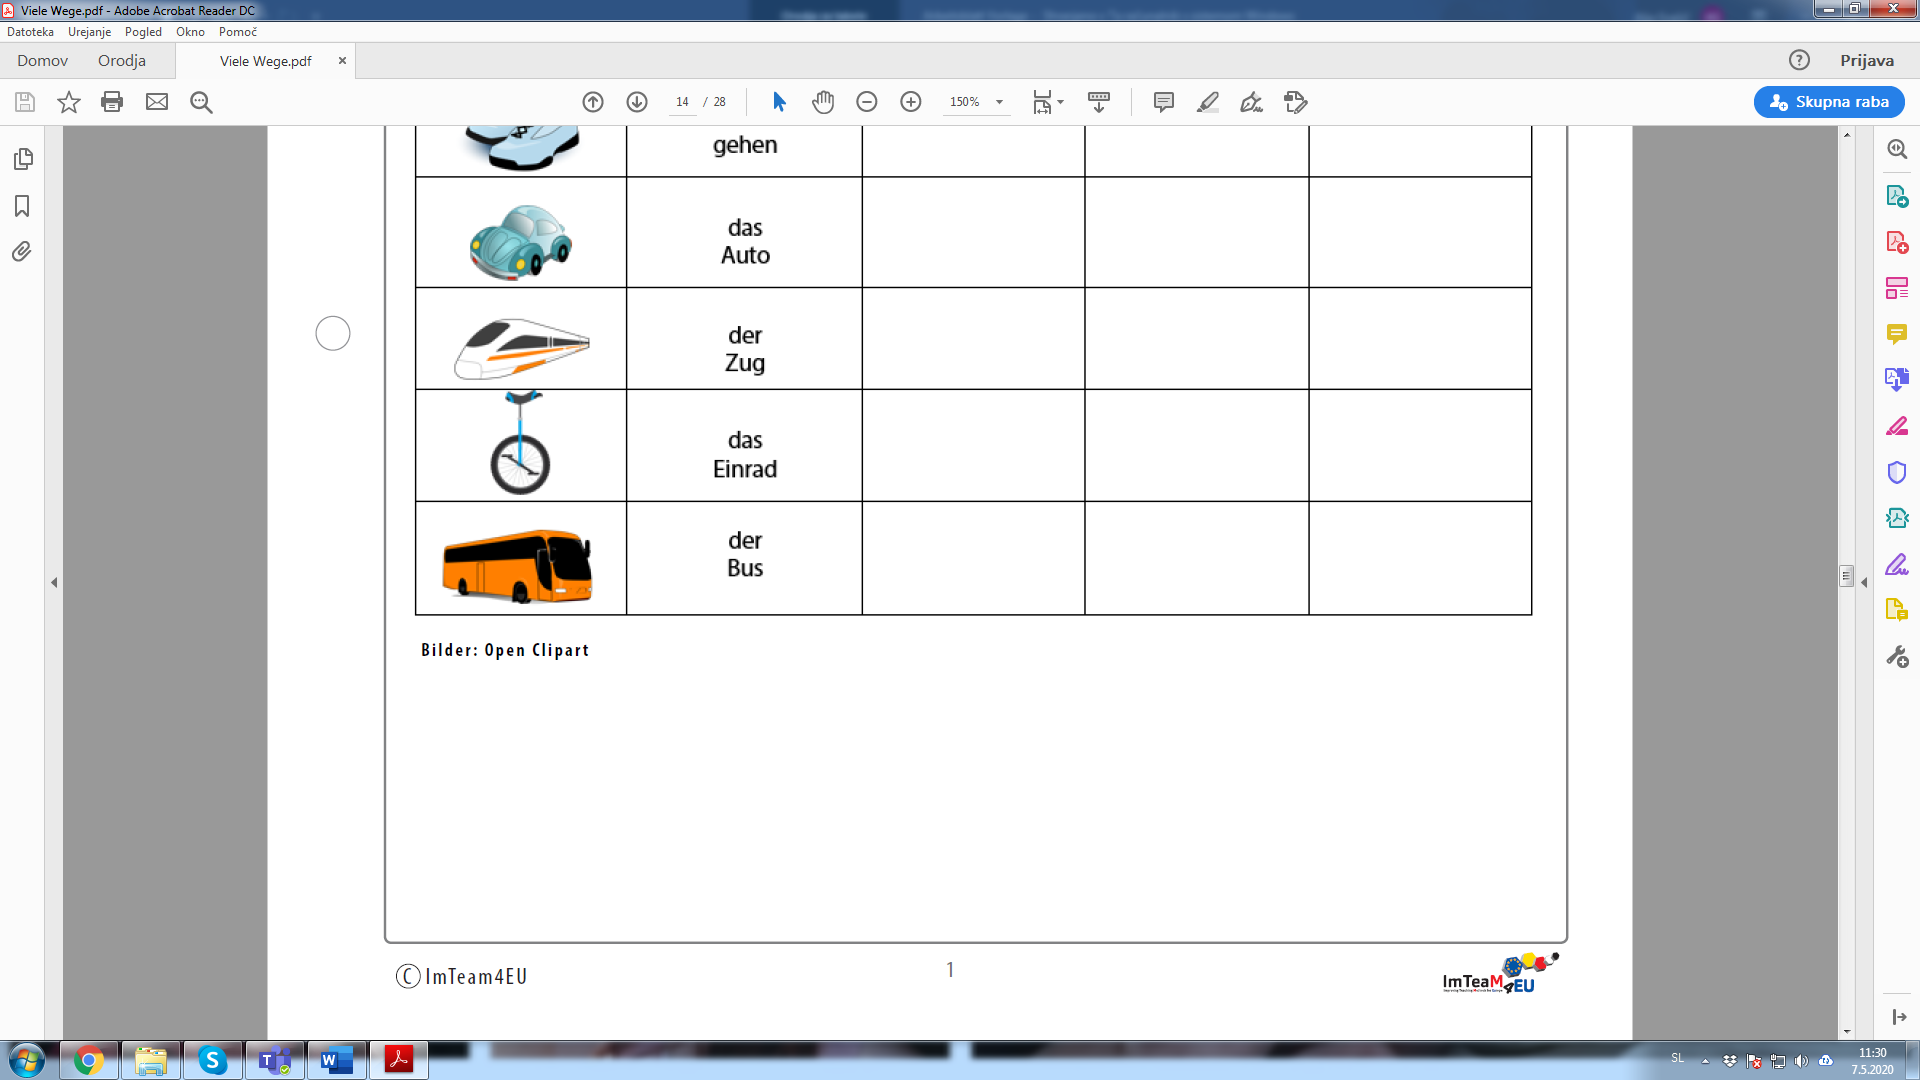 Viele Wege.pdf - Adobe Acrobat Reader DC
Datoteka Urejanje Pogled Okno Pomoč
Domov Orodja Viele Wege.pdf Prijava
14 / 28 150% Skupna raba
gehen
das
Auto
der
Zug
das
Einrad
der
Bus
Bilder: Open Clipart
© ImTeam4EU
1
ImTeaM4EU
SL
11:30
7.5.2020